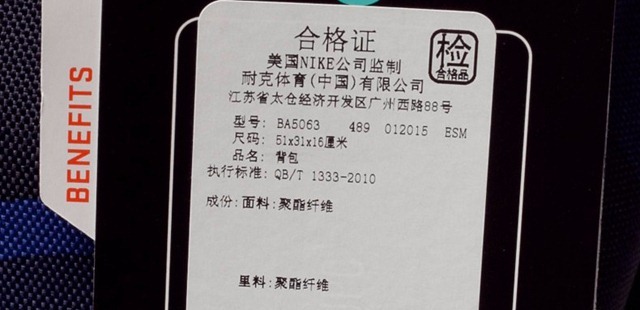 合格证
检
合格品
美国NIKE公司监制
耐克体育(中国)有限公司
江苏省太仓经济开发区广州西路88号
型号: BA5063 489 012015 ESM
尺码: 51x31x16厘米
品名: 背包
执行标准: QB/T 1333-2010
成份:面料:聚酯纤维
里料:聚酯纤维
BENEFITS